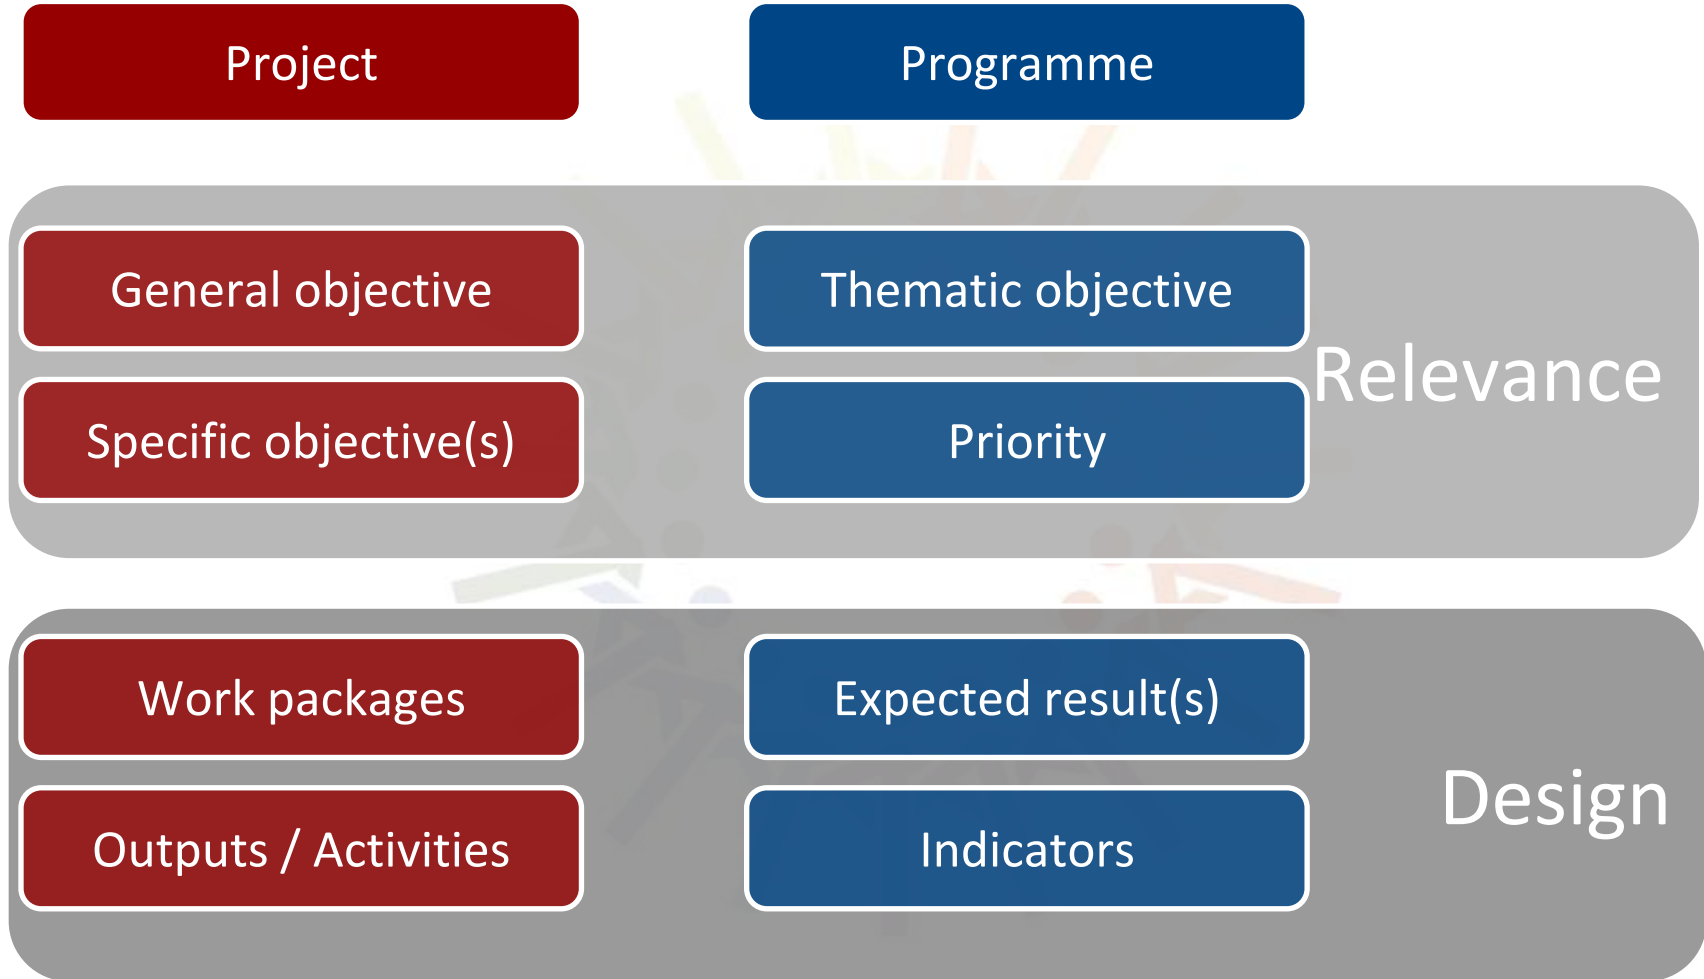 Project
Programme
General objective
Thematic objective
Relevance
Specific objective(s)
Priority
Work packages
Expected result(s)
Design
Outputs / Activities
Indicators